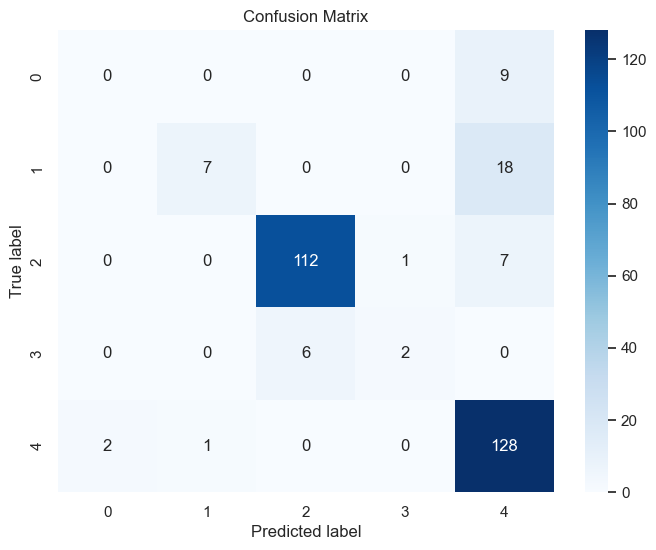 Confusion Matrix
0 0 0 0 0 9
1 0 7 0 0 18
2 0 0 112 1 7
3 0 0 6 2 0
4 2 1 0 0 128
0 1 2 3 4
True label
Predicted label
120
100
80
60
40
20
0